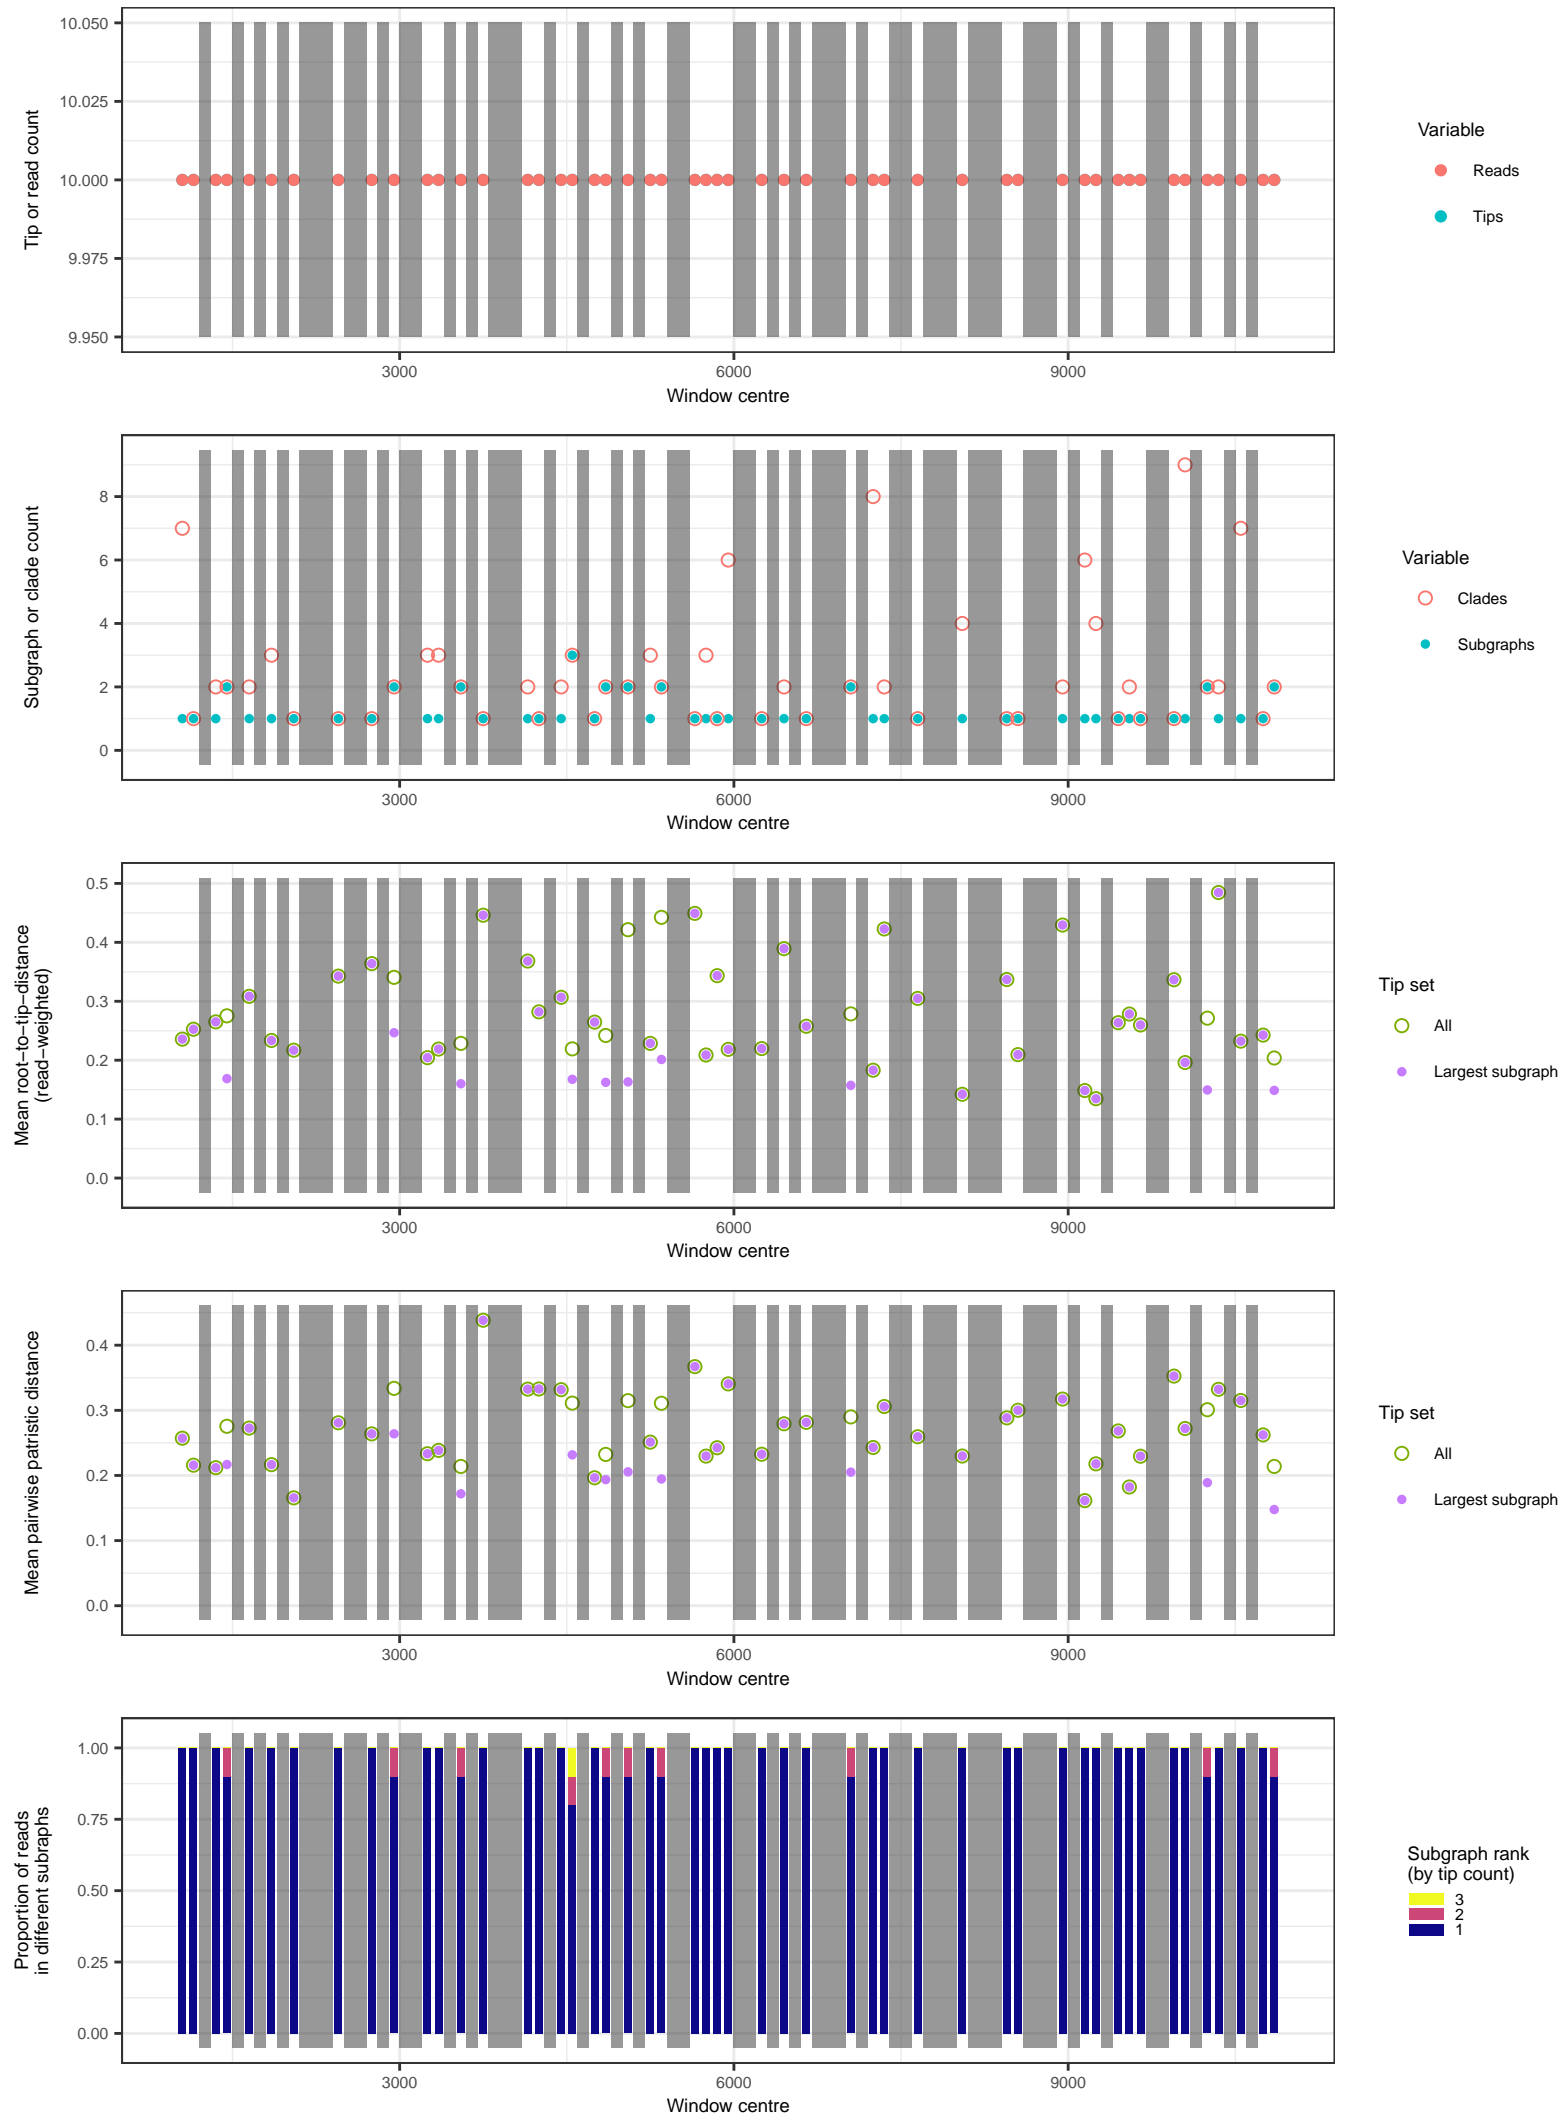 10.050
10.025
10.000
9.975
9.950
Tip or read count
3000
6000
9000
Window centre
Variable
Reads
Tips
8
6
4
2
0
Subgraph or clade count
3000
6000
9000
Window centre
Variable
Clades
Subgraphs
0.5
0.4
0.3
0.2
0.1
0.0
Mean root−to−tip−distance
(read−weighted)
3000
6000
9000
Window centre
Tip set
All
Largest subgraph
0.4
0.3
0.2
0.1
0.0
Mean pairwise patristic distance
3000
6000
9000
Window centre
Tip set
All
Largest subgraph
1.00
0.75
0.50
0.25
0.00
Proportion of reads
in different subraphs
3000
6000
9000
Window centre
Subgraph rank
(by tip count)
3
2
1